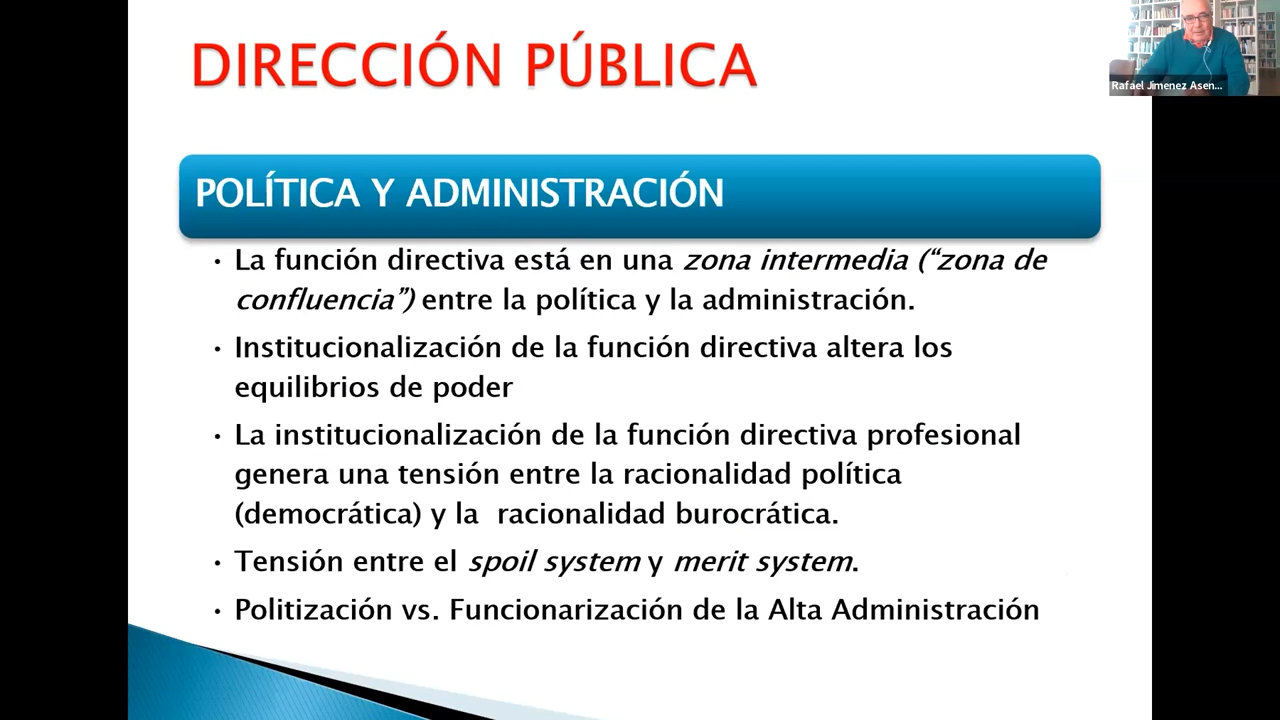 DIRECCIÓN PÚBLICA
Rafael Jimenez Asen...
POLÍTICA Y ADMINISTRACIÓN
• La función directiva está en una zona intermedia (“zona de
confluencia”) entre la política y la administración.
• Institucionalización de la función directiva altera los
equilibrios de poder
• La institucionalización de la función directiva profesional
genera una tensión entre la racionalidad política
(democrática) y la racionalidad burocrática.
• Tensión entre el spoil system y merit system.
• Politización vs. Funcionarización de la Alta Administración